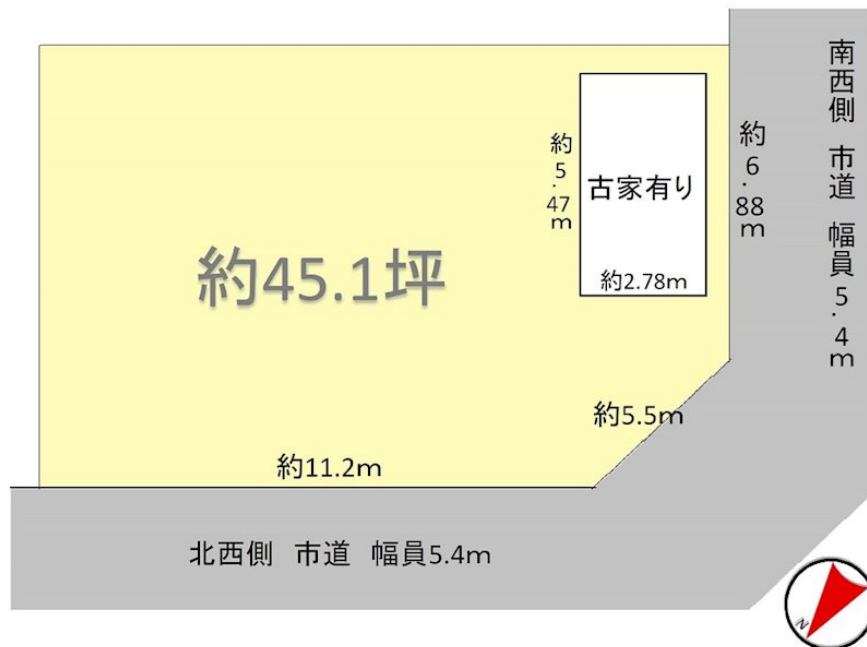 南西側 市道 幅員5.4m
約6.88m
約5.47m
古家有り
約2.78m
約45.1坪
約5.5m
約11.2m
北西側 市道 幅員5.4m
N